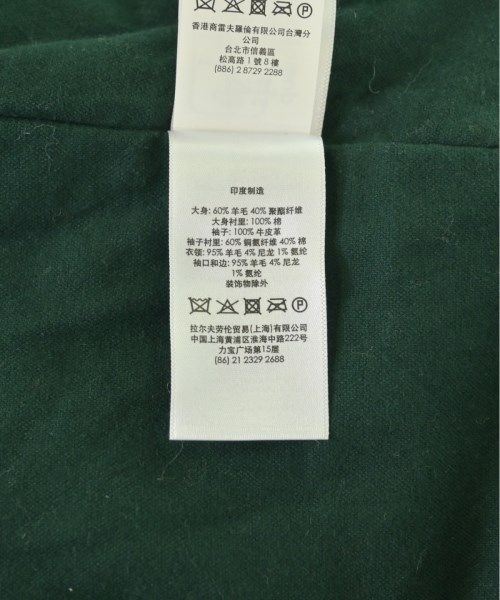 香港商雷夫羅倫有限公司台灣分
公司
台北市信義區
松高路 1 號 8 樓
(886) 2 8729 2288
印度制造
大身: 60% 羊毛 40% 聚酯纤维
大身衬里: 100% 棉
袖子: 100% 牛皮革
袖子衬里: 60% 铜氨纤维 40% 棉
衣领: 95% 羊毛 4% 尼龙 1% 氨纶
袖口和边: 95% 羊毛 4% 尼龙
1% 氨纶
装饰物除外
P
拉尔夫劳伦贸易(上海)有限公司
中国上海黄浦区淮海中路222号
力宝广场第15层
(86) 21 2329 2688